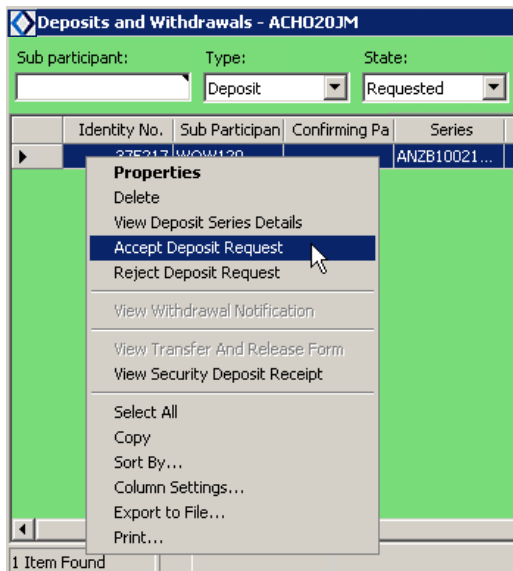 Deposits and Withdrawals - ACHO20JM
Sub participant: Type: State:
Deposit Requested
Identity No. Sub Participan Confirming Pa Series
ANZB10021...
Properties
Delete
View Deposit Series Details
Accept Deposit Request
Reject Deposit Request
View Withdrawal Notification
View Transfer And Release Form
View Security Deposit Receipt
Select All
Copy
Sort By...
Column Settings...
Export to File...
Print...
1 Item Found